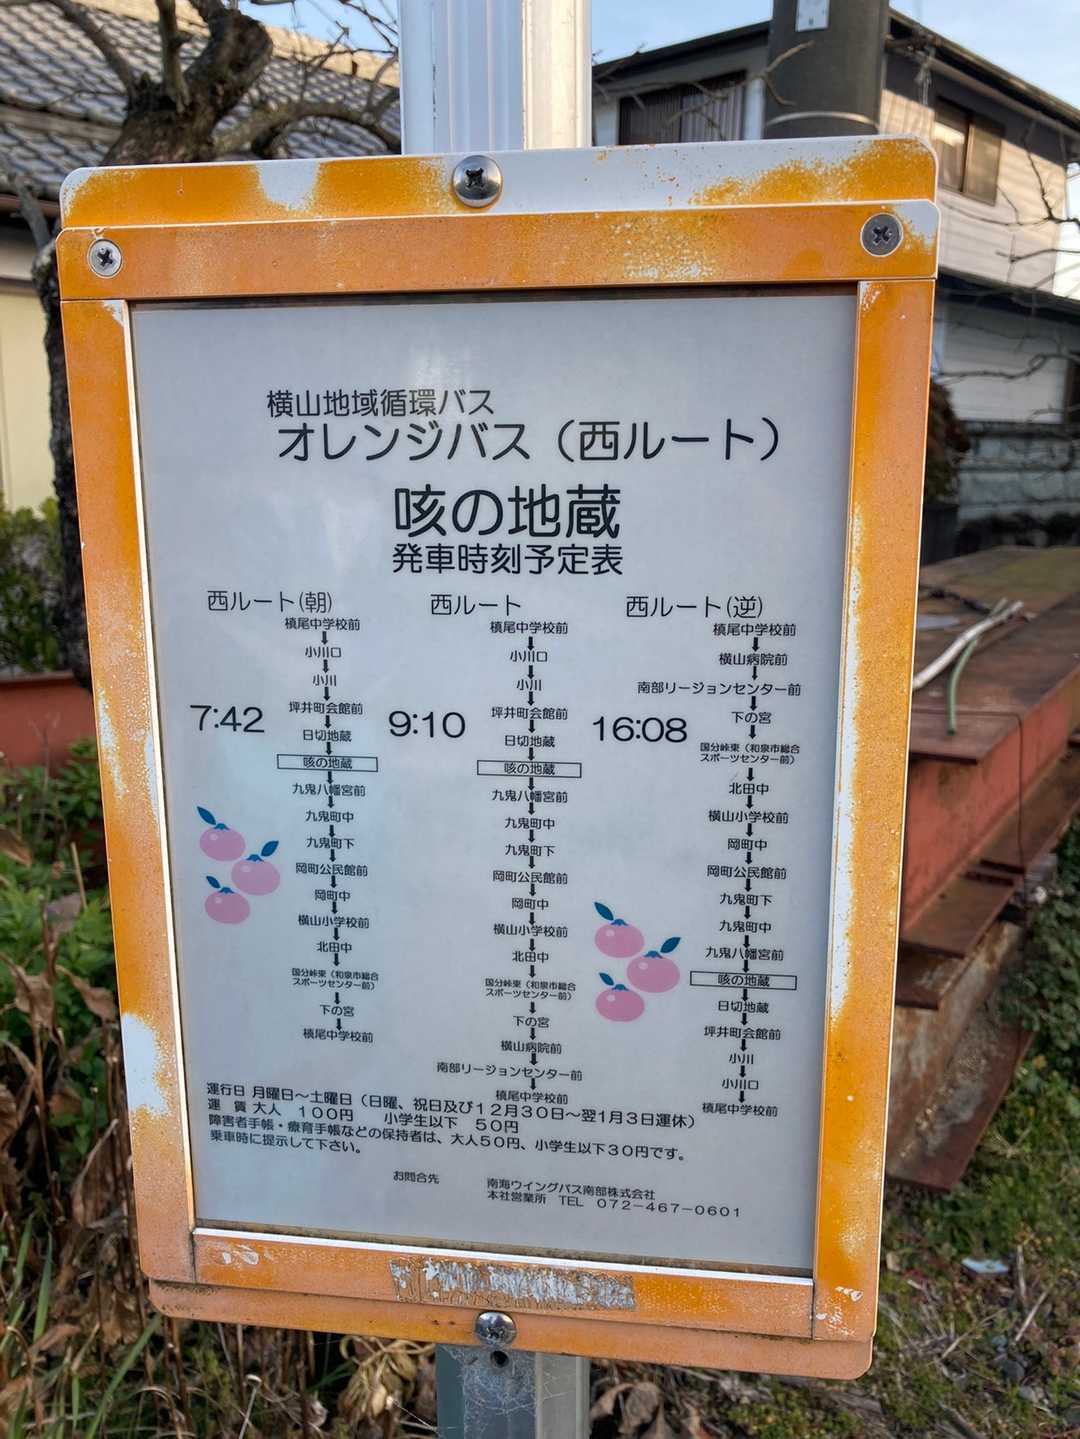 横山地域循環バス
オレンジバス（西ルート）
咳の地蔵
発車時刻予定表
西ルート(朝)
7:42
槙尾中学校前
小川口
小川
坪井町会館前
日切地蔵
咳の地蔵
九鬼八幡宮前
九鬼町中
九鬼町下
岡町公民館前
岡町中
横山小学校前
北田中
国分峠東（和泉市総合
スポーツセンター前）
下の宮
槙尾中学校前
西ルート
9:10
槙尾中学校前
小川口
小川
坪井町会館前
日切地蔵
咳の地蔵
九鬼八幡宮前
九鬼町中
九鬼町下
岡町公民館前
岡町中
横山小学校前
北田中
国分峠東（和泉市総合
スポーツセンター前）
下の宮
横山病院前
南部リージョンセンター前
槙尾中学校前
西ルート(逆)
16:08
槙尾中学校前
横山病院前
南部リージョンセンター前
下の宮
国分峠東（和泉市総合
スポーツセンター前）
北田中
横山小学校前
岡町中
岡町公民館前
九鬼町下
九鬼町中
九鬼八幡宮前
咳の地蔵
日切地蔵
坪井町会館前
小川
小川口
槙尾中学校前
運行日 月曜日～土曜日（日曜、祝日及び１２月３０日～翌１月３日運休）
運　賃 大人　１００円　　小学生以下　５０円
障害者手帳・療育手帳などの保持者は、大人５０円、小学生以下３０円です。
乗車時に提示して下さい。
お問合先
南海ウイングバス南部株式会社
本社営業所　TEL　０７２－４６７－０６０１